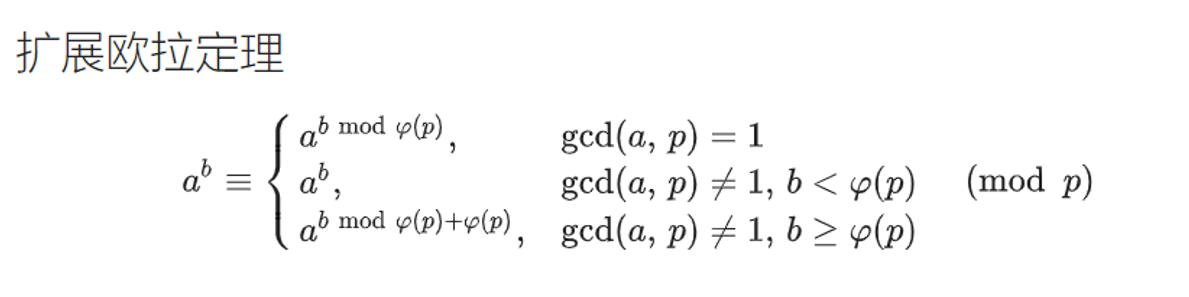 扩展欧拉定理
a^b ≡ { a^{b mod φ(p)}, gcd(a, p) = 1
a^b, gcd(a, p) ≠ 1, b < φ(p) (mod p)
a^{b mod φ(p)+φ(p)}, gcd(a, p) ≠ 1, b ≥ φ(p)